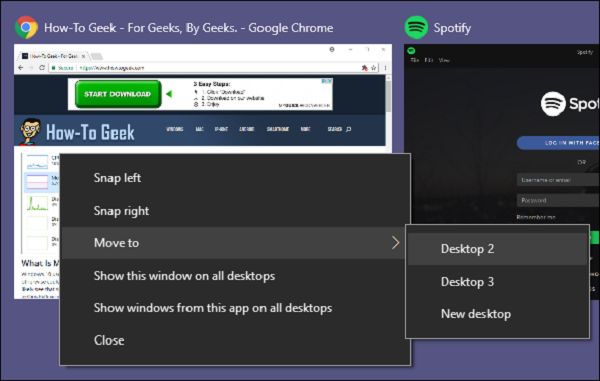 How-To Geek - For Geeks, By Geeks. - Google Chrome
Spotify
How-To Geek - For Geeks
Secure
Spotify
File Edit View
START DOWNLOAD
3 Easy Steps:
1. Click "Download"
2. Download on our website
3. Enjoy
How-To Geek
WINDOWS MAC IPHONE ANDROID SMARTHOME MORE SEARCH
Spot
LOG IN WITH FACE
OR
Username or email
Password
Remember me
Snap left
Snap right
Move to
Show this window on all desktops
Show windows from this app on all desktops
Close
Desktop 2
Desktop 3
New desktop
What Is M
Windows 10